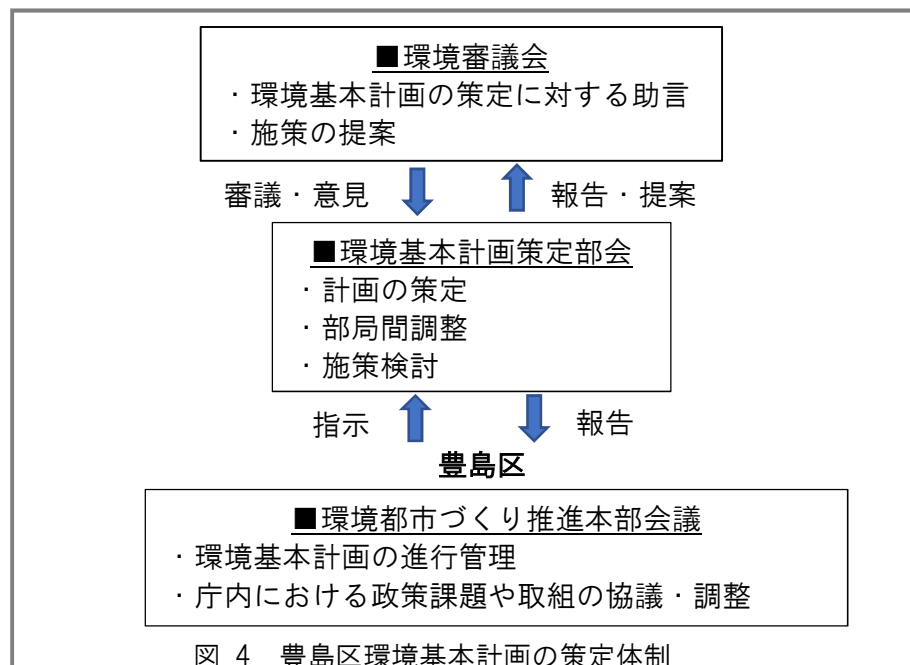 ■環境審議会
・環境基本計画の策定に対する助言
・施策の提案
審議・意見 報告・提案
■環境基本計画策定部会
・計画の策定
・部局間調整
・施策検討
指示 報告
豊島区
■環境都市づくり推進本部会議
・環境基本計画の進行管理
・庁内における政策課題や取組の協議・調整
図 4 豊島区環境基本計画の策定体制